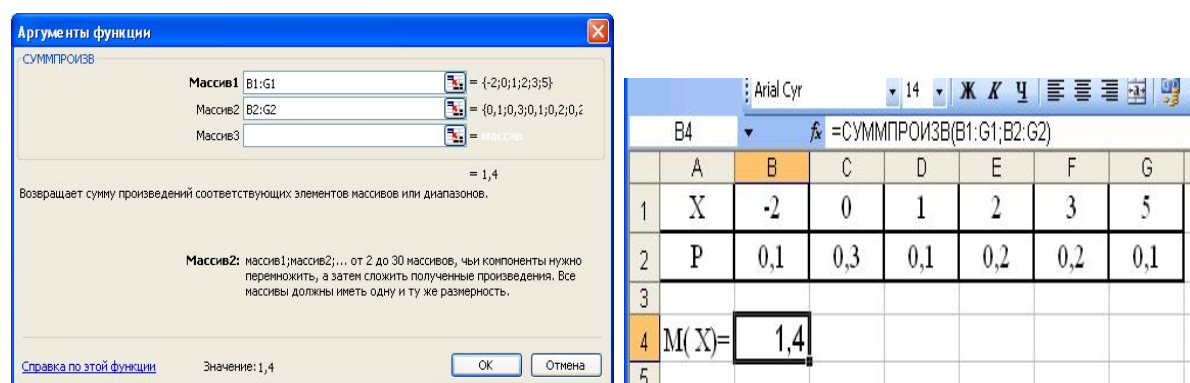 Аргументы функции
СУММПРОИЗВ
Массив1 B1:G1 = {-2;0;1;2;3;5}
Массив2 B2:G2 = {0,1;0,3;0,1;0,2;0,2
Массив3 = массив
= 1,4
Возвращает сумму произведений соответствующих элементов массивов или диапазонов.
Массив2: массив1;массив2;... от 2 до 30 массивов, чьи компоненты нужно
перемножить, а затем сложить полученные произведения. Все
массивы должны иметь одну и ту же размерность.
Справка по этой функции Значение:1,4 ОК Отмена
Arial Cyr 14 Ж К Ч
B4 fx =СУММПРОИЗВ(B1:G1;B2:G2)
A B C D E F G
1 X -2 0 1 2 3 5
2 P 0,1 0,3 0,1 0,2 0,2 0,1
3
4 M( X)= 1,4
5